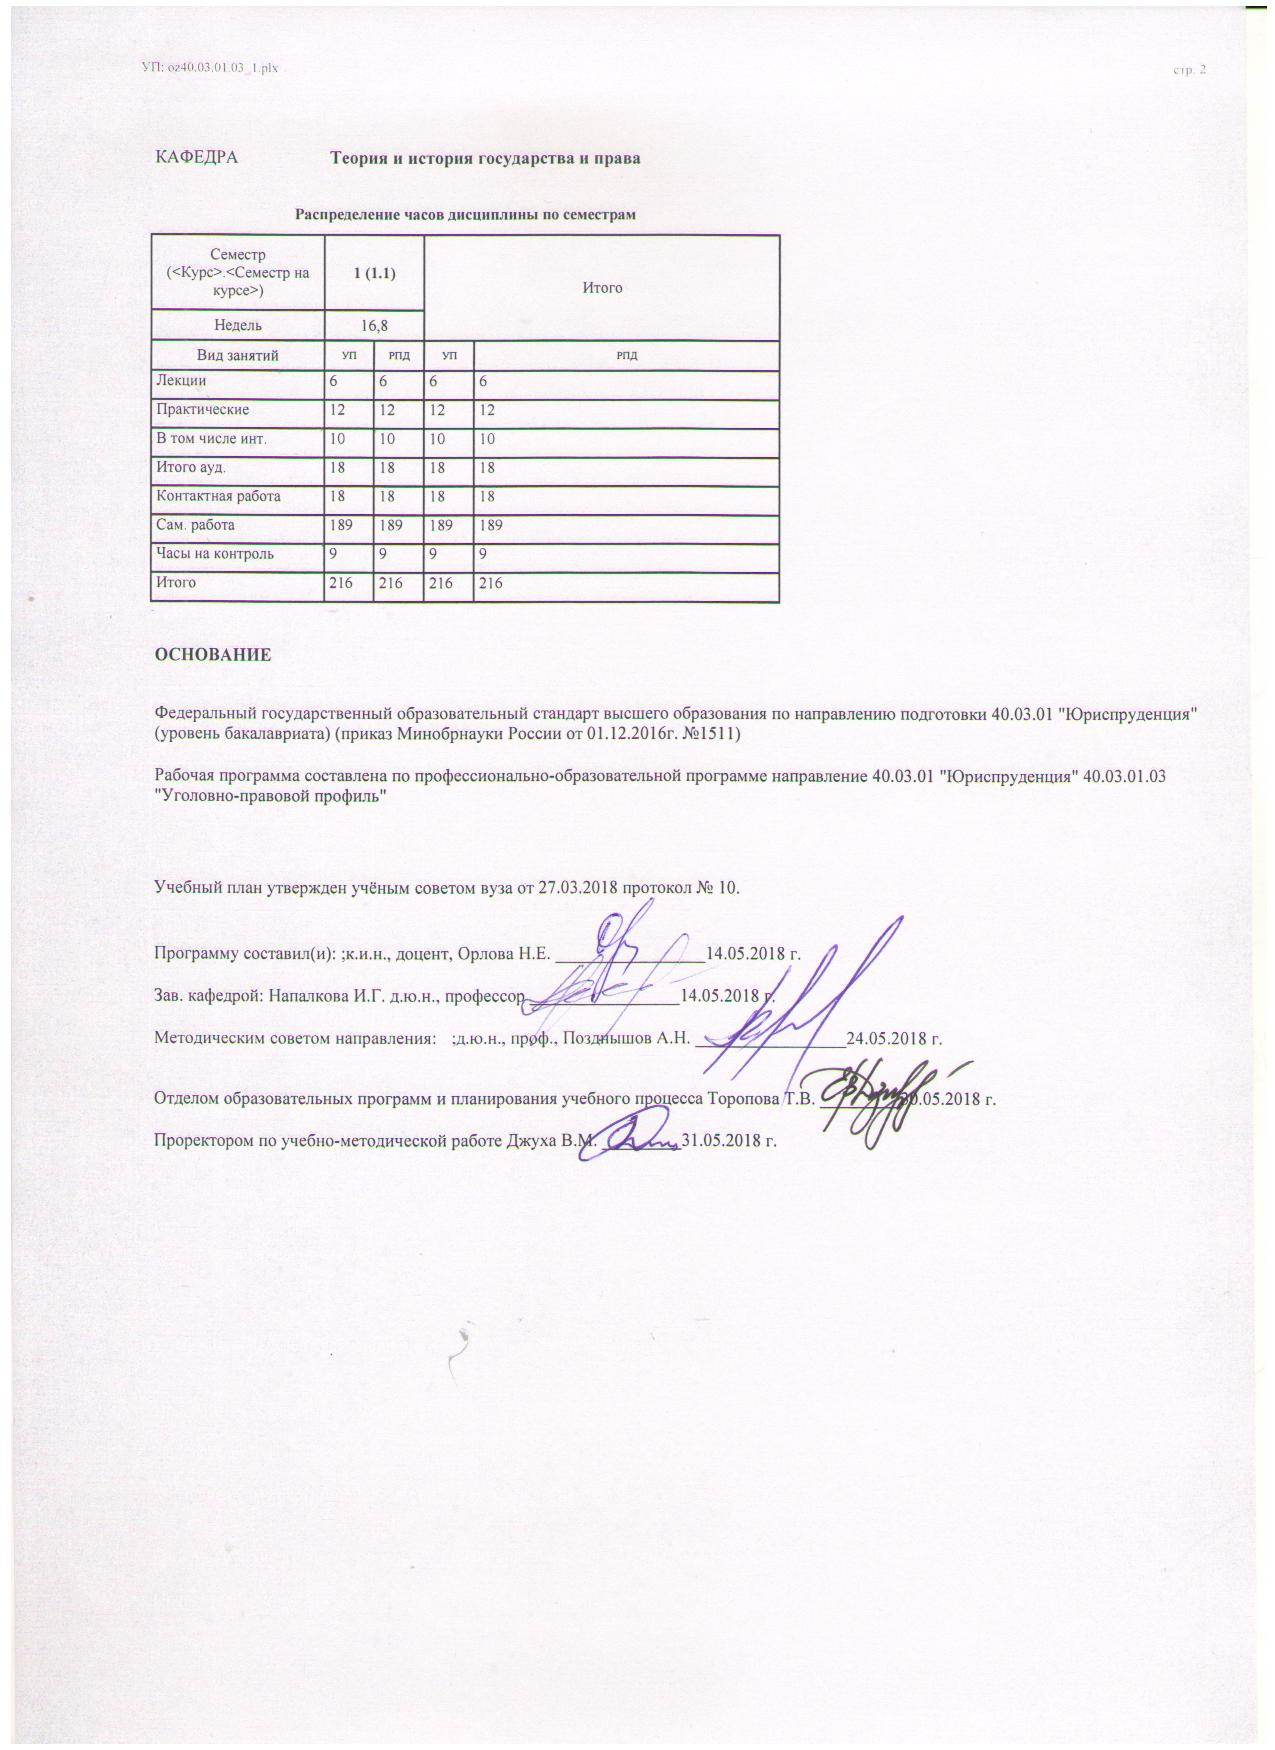 УП: oz40.03.01.03_1.plx
стр. 2
КАФЕДРА Теория и история государства и права
Распределение часов дисциплины по семестрам
Семестр
(<Курс>.<Семестр на
курсе>)
1 (1.1)
Итого
Недель 16,8
Вид занятий УП РПД УП РПД
Лекции 6 6 6 6
Практические 12 12 12 12
В том числе инт. 10 10 10 10
Итого ауд. 18 18 18 18
Контактная работа 18 18 18 18
Сам. работа 189 189 189 189
Часы на контроль 9 9 9 9
Итого 216 216 216 216
ОСНОВАНИЕ
Федеральный государственный образовательный стандарт высшего образования по направлению подготовки 40.03.01 "Юриспруденция"
(уровень бакалавриата) (приказ Минобрнауки России от 01.12.2016г. №1511)
Рабочая программа составлена по профессионально-образовательной программе направление 40.03.01 "Юриспруденция" 40.03.01.03
"Уголовно-правовой профиль"
Учебный план утвержден учёным советом вуза от 27.03.2018 протокол № 10.
Программу составил(и): ;к.и.н., доцент, Орлова Н.Е. _________________14.05.2018 г.
Зав. кафедрой: Напалкова И.Г. д.ю.н., профессор _________________14.05.2018 г.
Методическим советом направления: ;д.ю.н., проф., Позднышов А.Н. _________________24.05.2018 г.
Отделом образовательных программ и планирования учебного процесса Торопова Т.В. _________30.05.2018 г.
Проректором по учебно-методической работе Джуха В.М. _________31.05.2018 г.